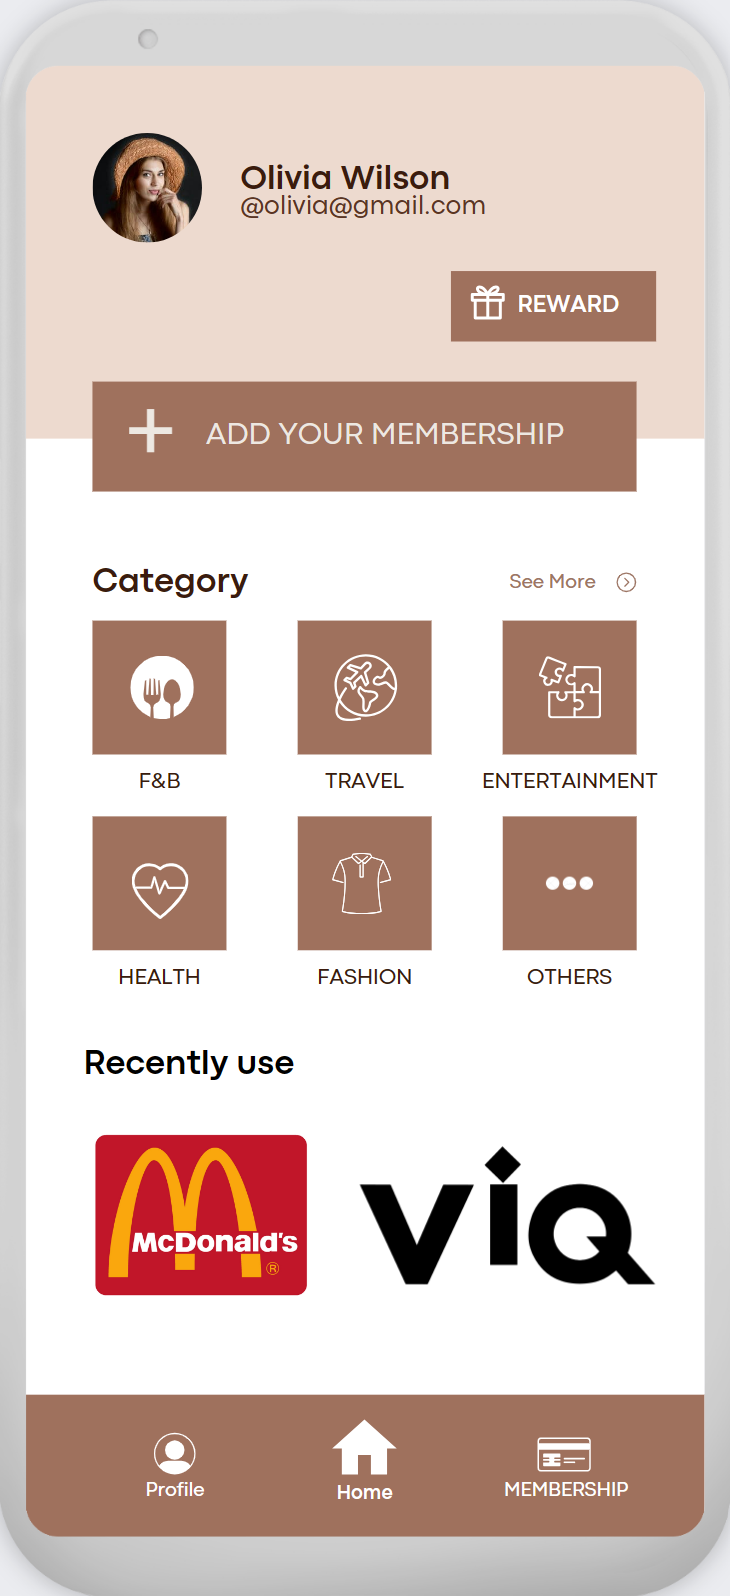 Olivia Wilson
@olivia@gmail.com
REWARD
ADD YOUR MEMBERSHIP
Category
See More
F&B
TRAVEL
ENTERTAINMENT
HEALTH
FASHION
OTHERS
Recently use
McDonald's
®
viQ
Profile
Home
MEMBERSHIP